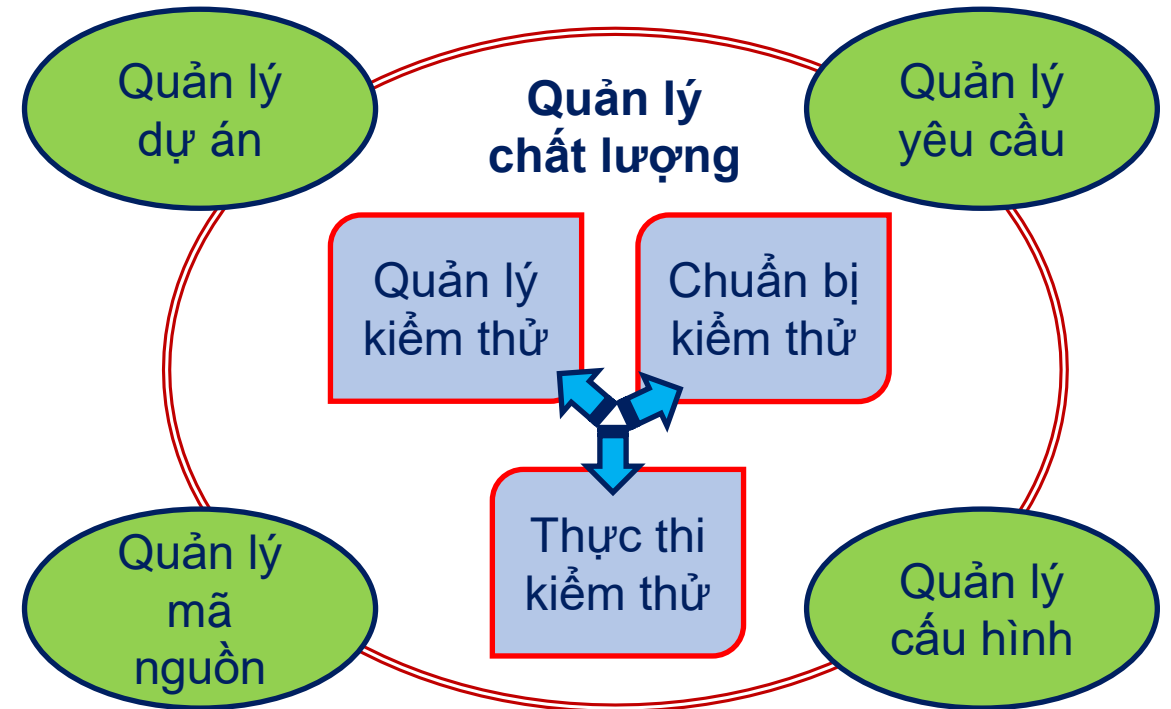 Quản lý
dự án
Quản lý
chất lượng
Quản lý
yêu cầu
Quản lý
kiểm thử
Chuẩn bị
kiểm thử
Thực thi
kiểm thử
Quản lý
mã
nguồn
Quản lý
cấu hình